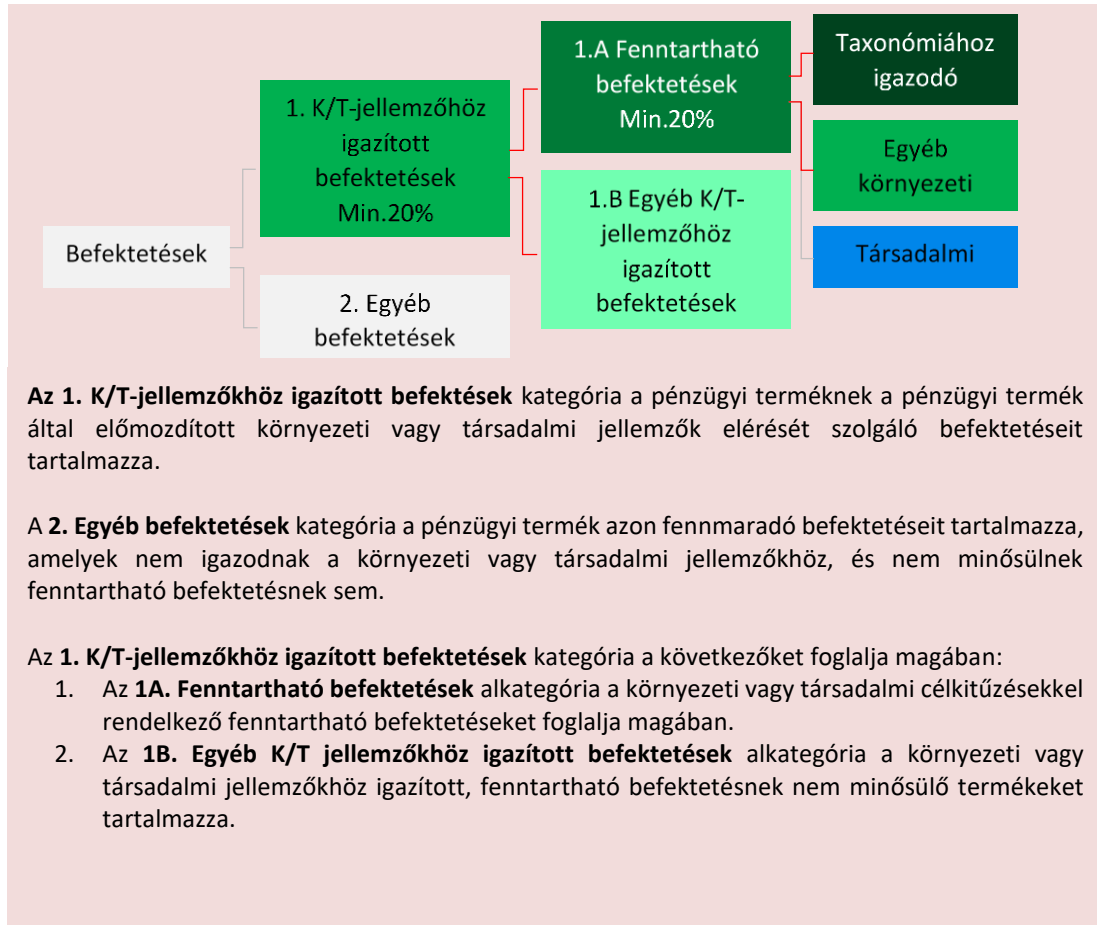 Befektetések
1. K/T-jellemzőhöz
igazított
befektetések
Min.20%
2. Egyéb
befektetések
1.A Fenntartható
befektetések
Min.20%
1.B Egyéb K/T-
jellemzőhöz
igazított
befektetések
Taxonómiához
igazodó
Egyéb
környezeti
Társadalmi
Az 1. K/T-jellemzőkhöz igazított befektések kategória a pénzügyi terméknek a pénzügyi termék
által előmozdított környezeti vagy társadalmi jellemzők elérését szolgáló befektetéseit
tartalmazza.
A 2. Egyéb befektetések kategória a pénzügyi termék azon fennmaradó befektetéseit tartalmazza,
amelyek nem igazodnak a környezeti vagy társadalmi jellemzőkhöz, és nem minősülnek
fenntartható befektetésnek sem.
Az 1. K/T-jellemzőkhöz igazított befektetések kategória a következőket foglalja magában:
1. Az 1A. Fenntartható befektetések alkategória a környezeti vagy társadalmi célkitűzésekkel
rendelkező fenntartható befektetéseket foglalja magában.
2. Az 1B. Egyéb K/T jellemzőkhöz igazított befektetések alkategória a környezeti vagy
társadalmi jellemzőkhöz igazított, fenntartható befektetésnek nem minősülő termékeket
tartalmazza.